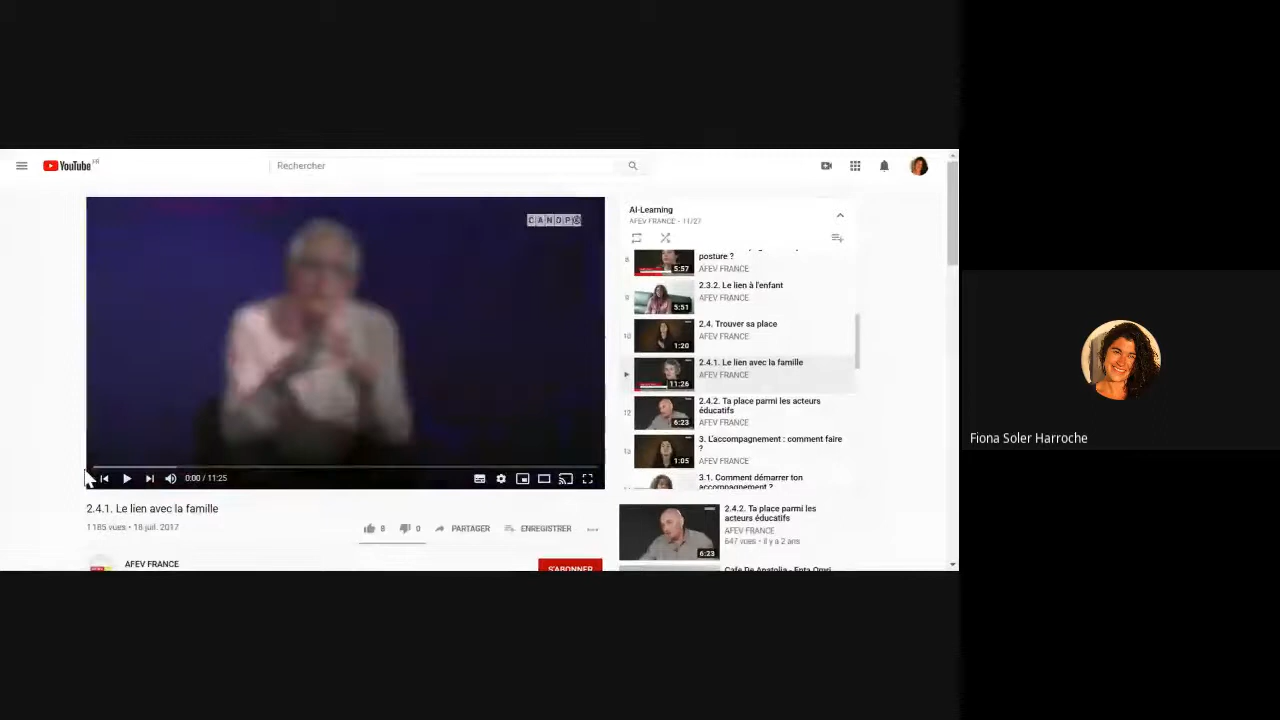 YouTube FR
Rechercher
CANOPÉ
0:00 / 11:25
2.4.1. Le lien avec la famille
1 185 vues • 18 juil. 2017
8
0
PARTAGER
ENREGISTRER
AFEV FRANCE
S'ABONNER
AI-Learning
AFEV FRANCE - 11/27
8
5:57
posture ?
AFEV FRANCE
9
5:51
2.3.2. Le lien à l'enfant
AFEV FRANCE
10
1:20
2.4. Trouver sa place
AFEV FRANCE
11:26
2.4.1. Le lien avec la famille
AFEV FRANCE
12
6:23
2.4.2. Ta place parmi les acteurs
éducatifs
AFEV FRANCE
13
1:05
3. L'accompagnement : comment faire
?
AFEV FRANCE
3.1. Comment démarrer ton
accompagnement ?
6:23
2.4.2. Ta place parmi les
acteurs éducatifs
AFEV FRANCE
647 vues • il y a 2 ans
Cafe De Anatolia - Enta Omri
Fiona Soler Harroche